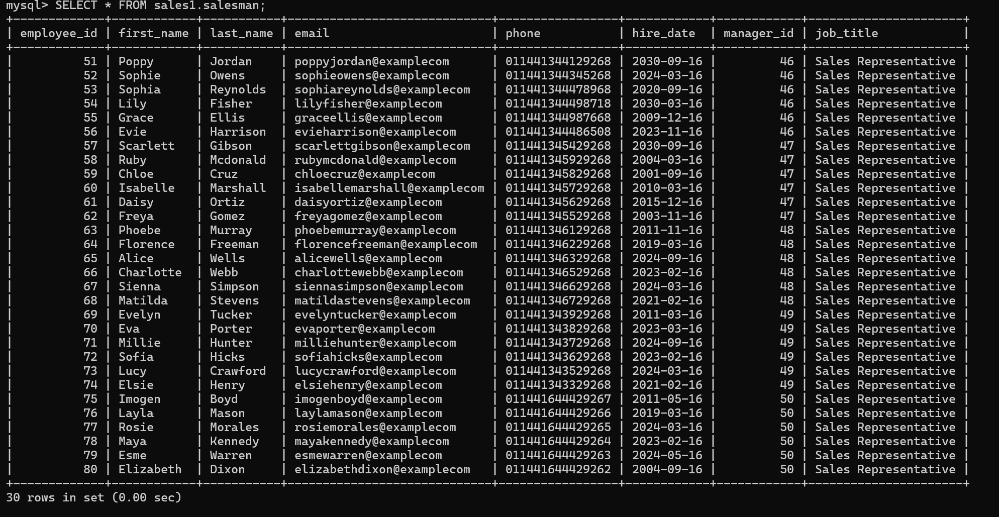 mysql> SELECT * FROM sales1.salesman;
+-------------+------------+-----------+-----------------------------+-----------------+------------+------------+----------------------+
| employee_id | first_name | last_name | email                       | phone           | hire_date  | manager_id | job_title            |
+-------------+------------+-----------+-----------------------------+-----------------+------------+------------+----------------------+
|          51 | Poppy      | Jordan    | poppyjordan@examplecom      | 011441344129268 | 2030-09-16 |         46 | Sales Representative |
|          52 | Sophie     | Owens     | sophieowens@examplecom      | 011441344345268 | 2024-03-16 |         46 | Sales Representative |
|          53 | Sophia     | Reynolds  | sophiareynolds@examplecom   | 011441344478968 | 2020-09-16 |         46 | Sales Representative |
|          54 | Lily       | Fisher    | lilyfisher@examplecom       | 011441344498718 | 2030-03-16 |         46 | Sales Representative |
|          55 | Grace      | Ellis     | graceellis@examplecom       | 011441344987668 | 2009-12-16 |         46 | Sales Representative |
|          56 | Evie       | Harrison  | evieharrison@examplecom     | 011441344486508 | 2023-11-16 |         46 | Sales Representative |
|          57 | Scarlett   | Gibson    | scarlettgibson@examplecom   | 011441345429268 | 2030-09-16 |         47 | Sales Representative |
|          58 | Ruby       | Mcdonald  | rubymcdonald@examplecom     | 011441345929268 | 2004-03-16 |         47 | Sales Representative |
|          59 | Chloe      | Cruz      | chloecruz@examplecom        | 011441345829268 | 2001-09-16 |         47 | Sales Representative |
|          60 | Isabelle   | Marshall  | isabellemarshall@examplecom | 011441345729268 | 2010-03-16 |         47 | Sales Representative |
|          61 | Daisy      | Ortiz     | daisyortiz@examplecom       | 011441345629268 | 2015-12-16 |         47 | Sales Representative |
|          62 | Freya      | Gomez     | freyagomez@examplecom       | 011441345529268 | 2003-11-16 |         47 | Sales Representative |
|          63 | Phoebe     | Murray    | phoebemurray@examplecom     | 011441346129268 | 2011-11-16 |         48 | Sales Representative |
|          64 | Florence   | Freeman   | florencefreeman@examplecom  | 011441346229268 | 2019-03-16 |         48 | Sales Representative |
|          65 | Alice      | Wells     | alicewells@examplecom       | 011441346329268 | 2024-09-16 |         48 | Sales Representative |
|          66 | Charlotte  | Webb      | charlottewebb@examplecom    | 011441346529268 | 2023-02-16 |         48 | Sales Representative |
|          67 | Sienna     | Simpson   | siennasimpson@examplecom    | 011441346629268 | 2024-03-16 |         48 | Sales Representative |
|          68 | Matilda    | Stevens   | matildastevens@examplecom   | 011441346729268 | 2021-02-16 |         48 | Sales Representative |
|          69 | Evelyn     | Tucker    | evelyntucker@examplecom     | 011441343929268 | 2011-03-16 |         49 | Sales Representative |
|          70 | Eva        | Porter    | evaporter@examplecom        | 011441343829268 | 2023-03-16 |         49 | Sales Representative |
|          71 | Millie     | Hunter    | milliehunter@examplecom     | 011441343729268 | 2024-09-16 |         49 | Sales Representative |
|          72 | Sofia      | Hicks     | sofiahicks@examplecom       | 011441343629268 | 2023-02-16 |         49 | Sales Representative |
|          73 | Lucy       | Crawford  | lucycrawford@examplecom     | 011441343529268 | 2024-03-16 |         49 | Sales Representative |
|          74 | Elsie      | Henry     | elsiehenry@examplecom       | 011441343329268 | 2021-02-16 |         49 | Sales Representative |
|          75 | Imogen     | Boyd      | imogenboyd@examplecom       | 011441644429267 | 2011-05-16 |         50 | Sales Representative |
|          76 | Layla      | Mason     | laylamason@examplecom       | 011441644429266 | 2019-03-16 |         50 | Sales Representative |
|          77 | Rosie      | Morales   | rosiemorales@examplecom     | 011441644429265 | 2024-03-16 |         50 | Sales Representative |
|          78 | Maya       | Kennedy   | mayakennedy@examplecom      | 011441644429264 | 2023-02-16 |         50 | Sales Representative |
|          79 | Esme       | Warren    | esmewarren@examplecom       | 011441644429263 | 2024-05-16 |         50 | Sales Representative |
|          80 | Elizabeth  | Dixon     | elizabethdixon@examplecom   | 011441644429262 | 2004-09-16 |         50 | Sales Representative |
+-------------+------------+-----------+-----------------------------+-----------------+------------+------------+----------------------+
30 rows in set (0.00 sec)